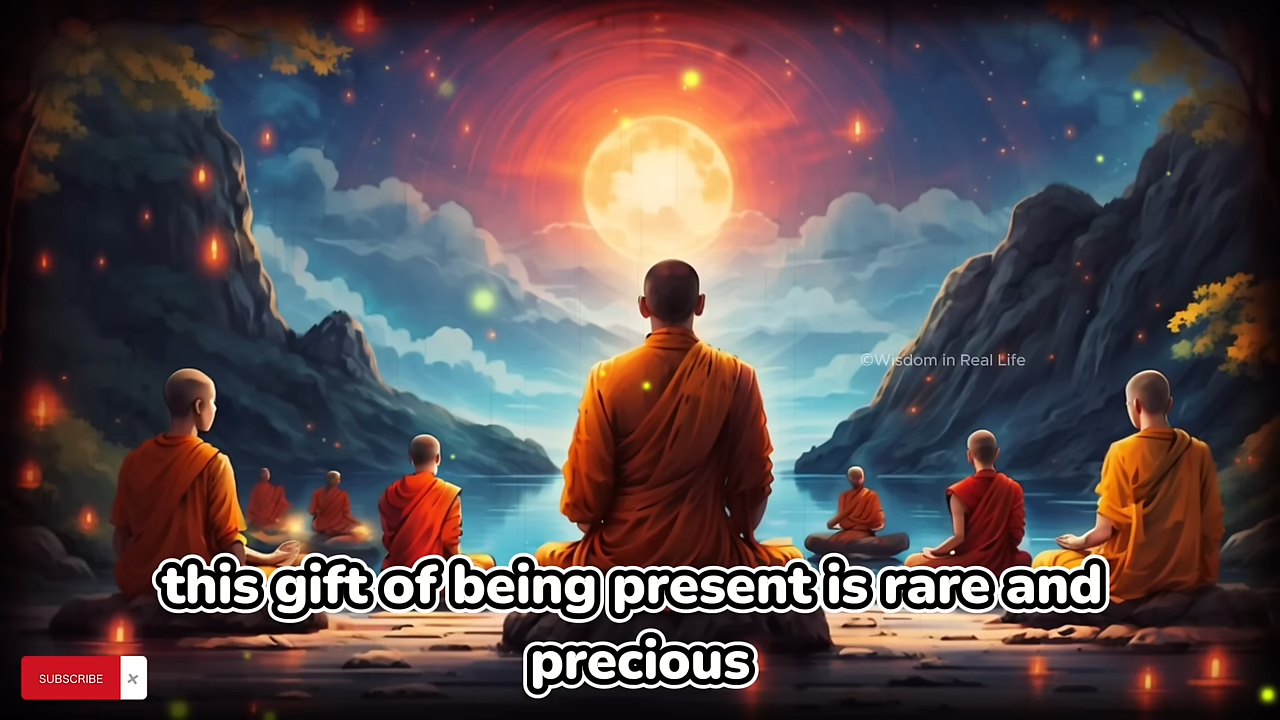 ©Wisdom in Real Life
this gift of being present is rare and
precious
SUBSCRIBE